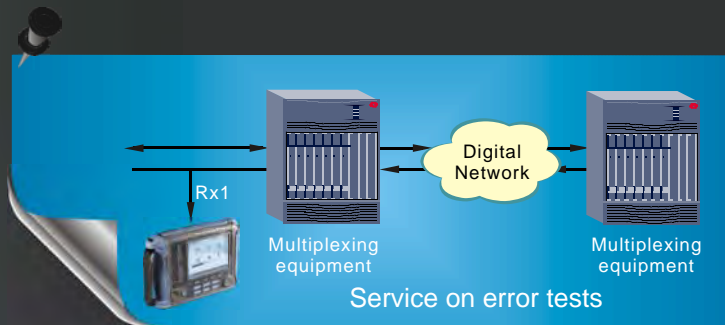 Digital
Network
Rx1
Multiplexing
equipment
Multiplexing
equipment
Service on error tests